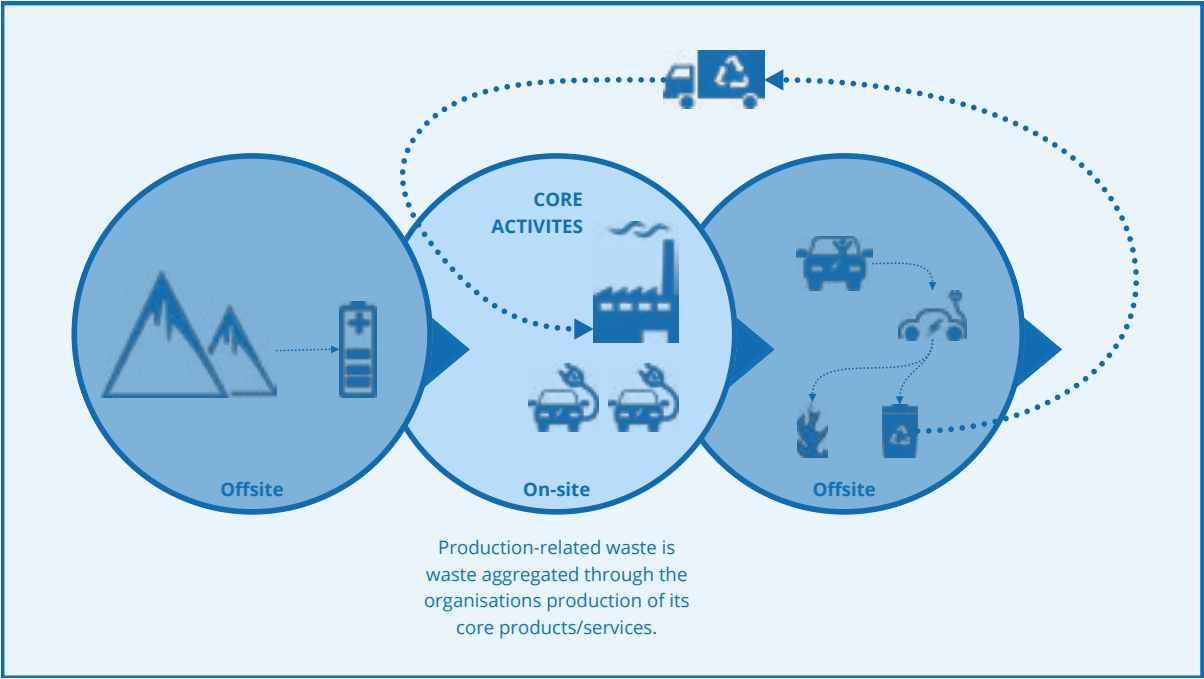 CORE
ACTIVITES
Offsite
On-site
Offsite
Production-related waste is
waste aggregated through the
organisations production of its
core products/services.